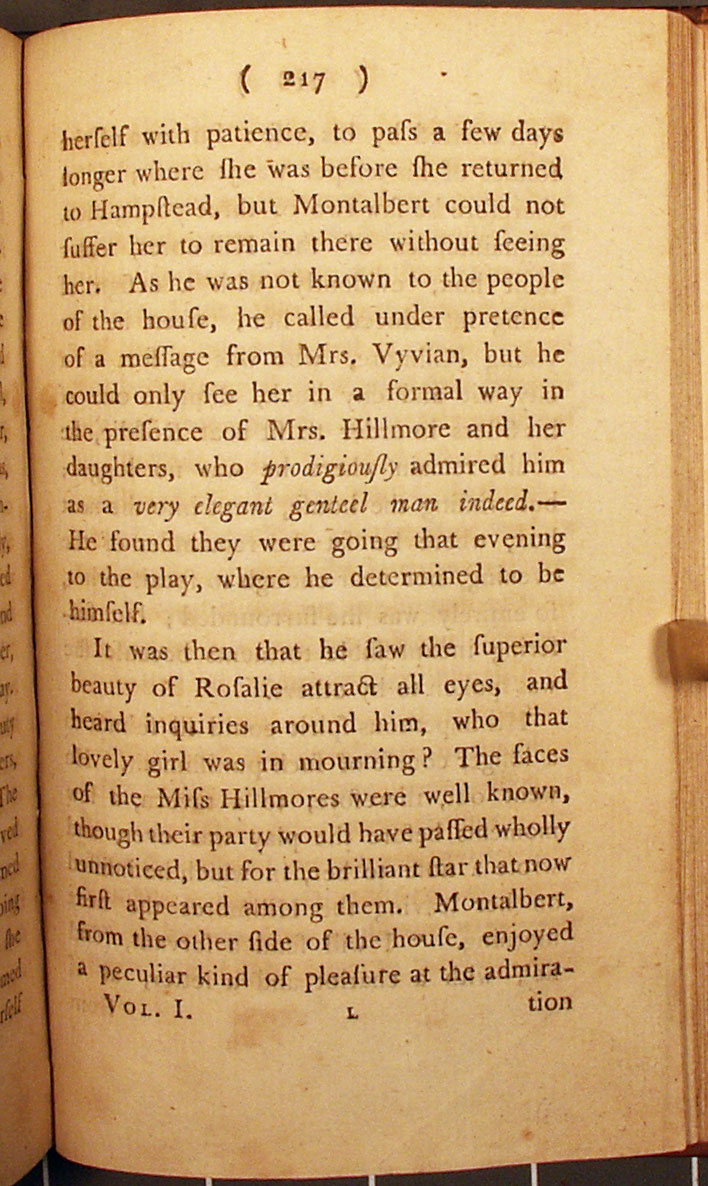 ( 217 )
herſelf with patience, to paſs a few days
longer where ſhe was before ſhe returned
to Hampſtead, but Montalbert could not
ſuffer her to remain there without ſeeing
her. As he was not known to the people
of the houſe, he called under pretence
of a meſſage from Mrs. Vyvian, but he
could only ſee her in a formal way in
the preſence of Mrs. Hillmore and her
daughters, who prodigiouſly admired him
as a very elegant genteel man indeed.—
He found they were going that evening
to the play, where he determined to be
himſelf.
It was then that he ſaw the ſuperior
beauty of Roſalie attract all eyes, and
heard inquiries around him, who that
lovely girl was in mourning? The faces
of the Miſs Hillmores were well known,
though their party would have paſſed wholly
unnoticed, but for the brilliant ſtar that now
firſt appeared among them. Montalbert,
from the other ſide of the houſe, enjoyed
a peculiar kind of pleaſure at the admira-
VOL. I. L tion